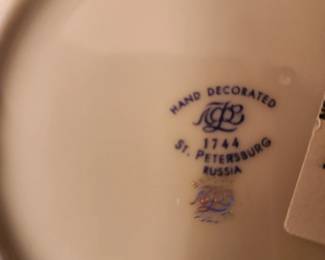 HAND DECORATED
1744
ST. PETERSBURG
RUSSIA